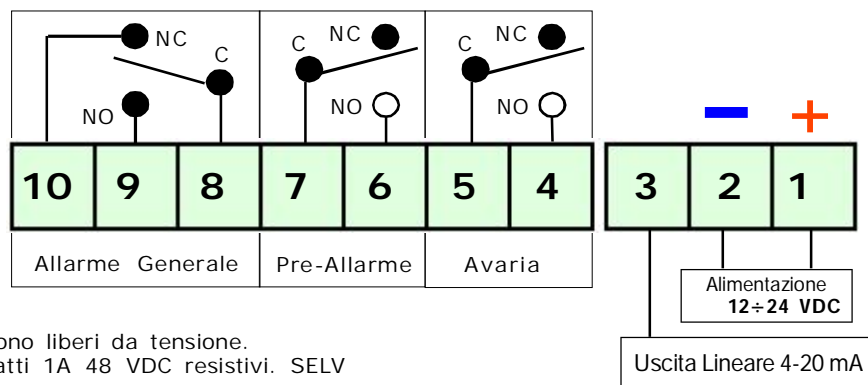 NC
C
NO
C
NC
NO
C
NC
NO
− +
10 9 8 7 6 5 4 3 2 1
Allarme Generale
Pre-Allarme
Avaria
Alimentazione
12÷24 VDC
ono liberi da tensione.
atti 1A 48 VDC resistivi. SELV
Uscita Lineare 4-20 mA